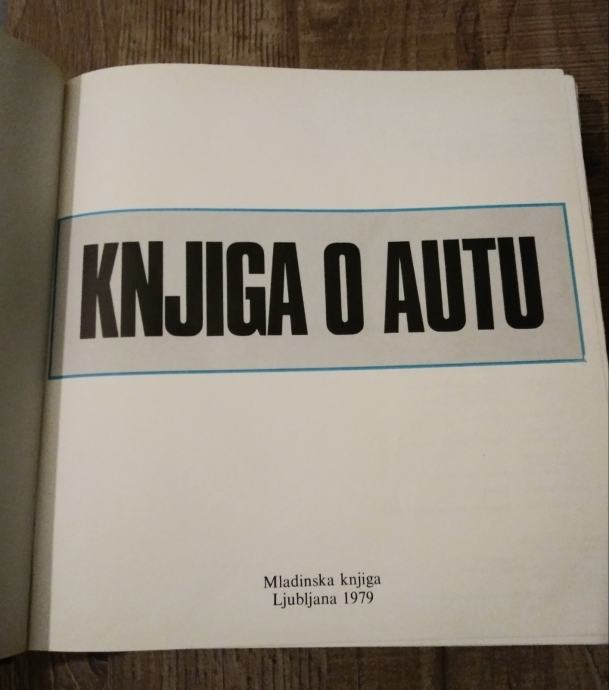 KNJIGA O AUTU
Mladinska knjiga
Ljubljana 1979